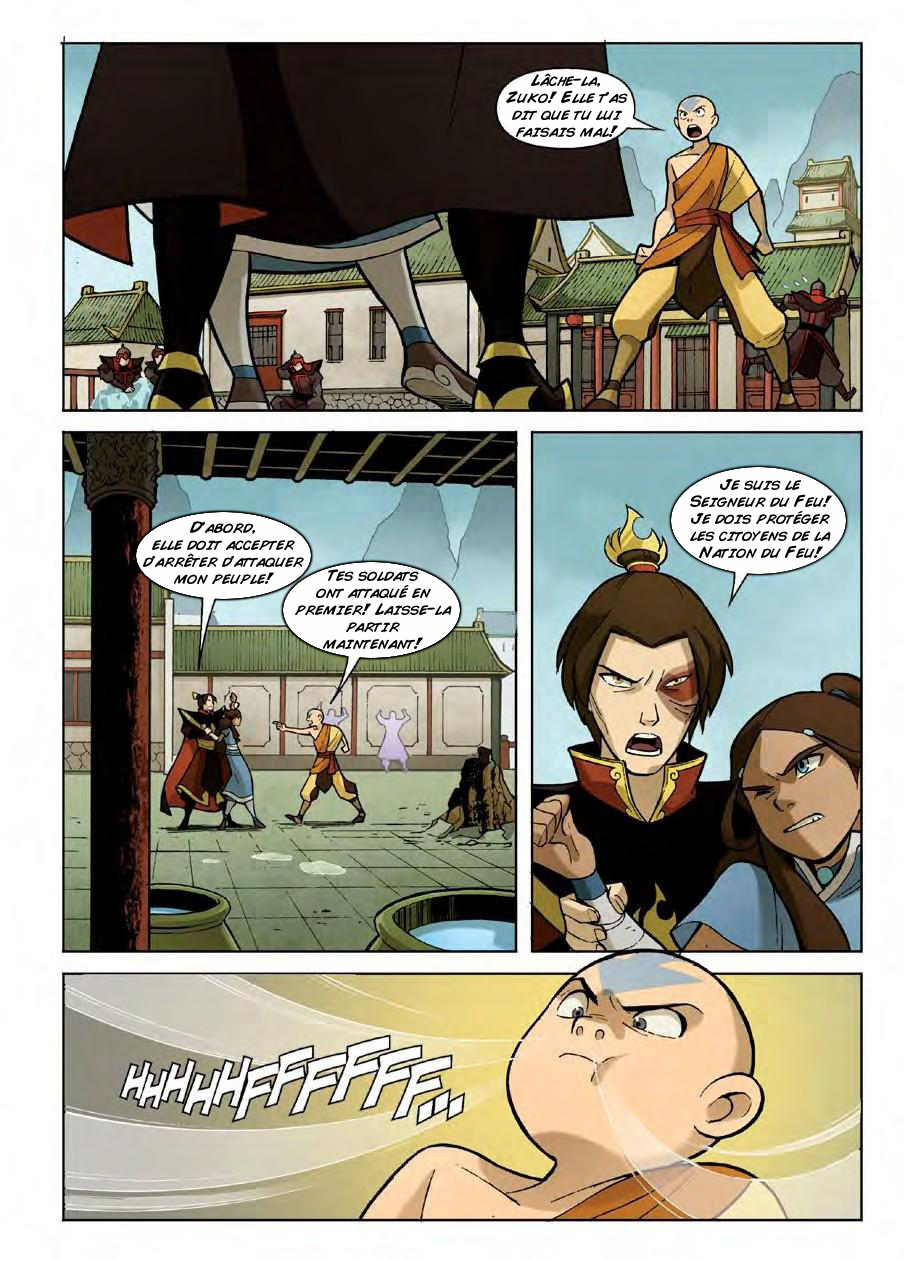 LÂCHE-LA,
ZUKO! ELLE T'AS
DIT QUE TU LUI
FAISAIS MAL!
D'ABORD,
ELLE DOIT ACCEPTER
D'ARRÊTER D'ATTAQUER
MON PEUPLE!
TES SOLDATS
ONT ATTAQUÉ EN
PREMIER! LAISSE-LA
PARTIR
MAINTENANT!
JE SUIS LE
SEIGNEUR DU FEU!
JE DOIS PROTÉGER
LES CITOYENS DE LA
NATION DU FEU!
HUHHUHFFFFFFF...